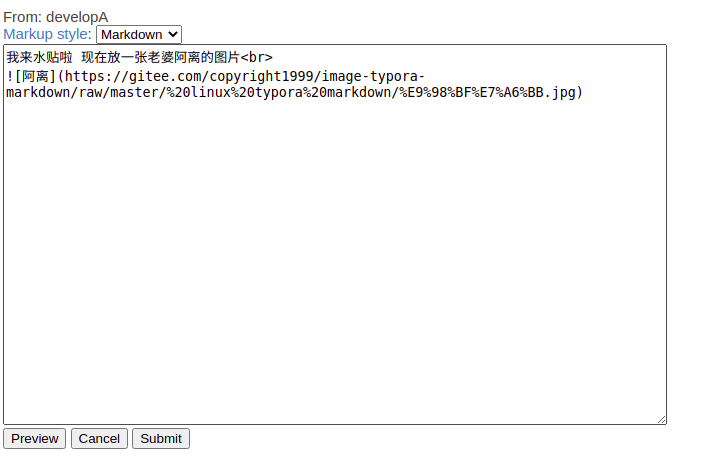 From: developA
Markup style: Markdown
我来水贴啦 现在放一张老婆阿离的图片<br>
![阿离](https://gitee.com/copyright1999/image-typora-
markdown/raw/master/%20linux%20typora%20markdown/%E9%98%BF%E7%A6%BB.jpg)
Preview Cancel Submit